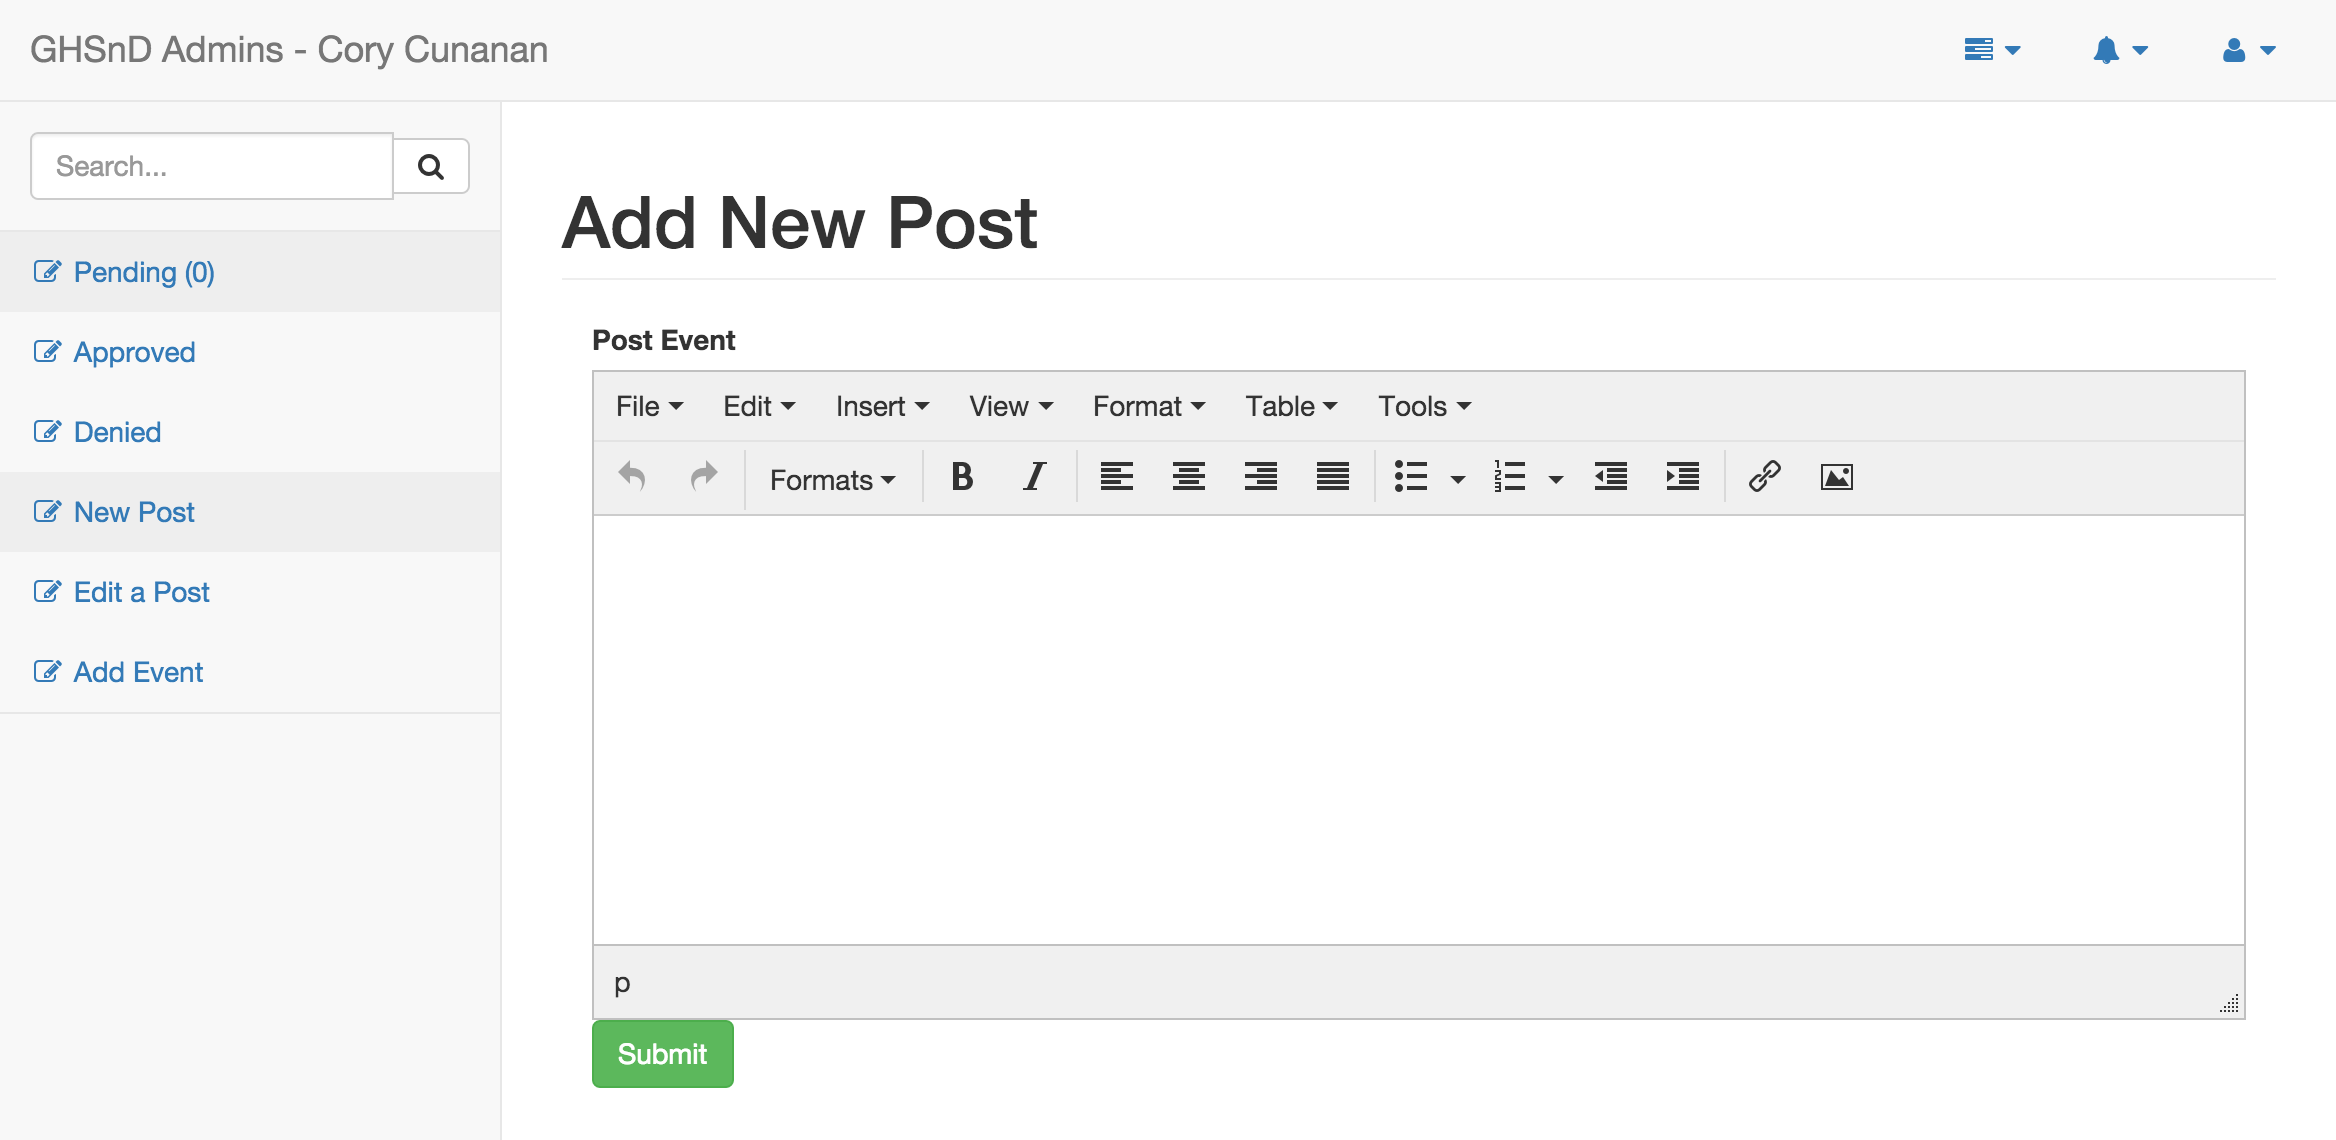 GHSnD Admins - Cory Cunanan
Search...
Pending (0)
Approved
Denied
New Post
Edit a Post
Add Event
Add New Post
Post Event
File Edit Insert View Format Table Tools
Formats B I
p
Submit